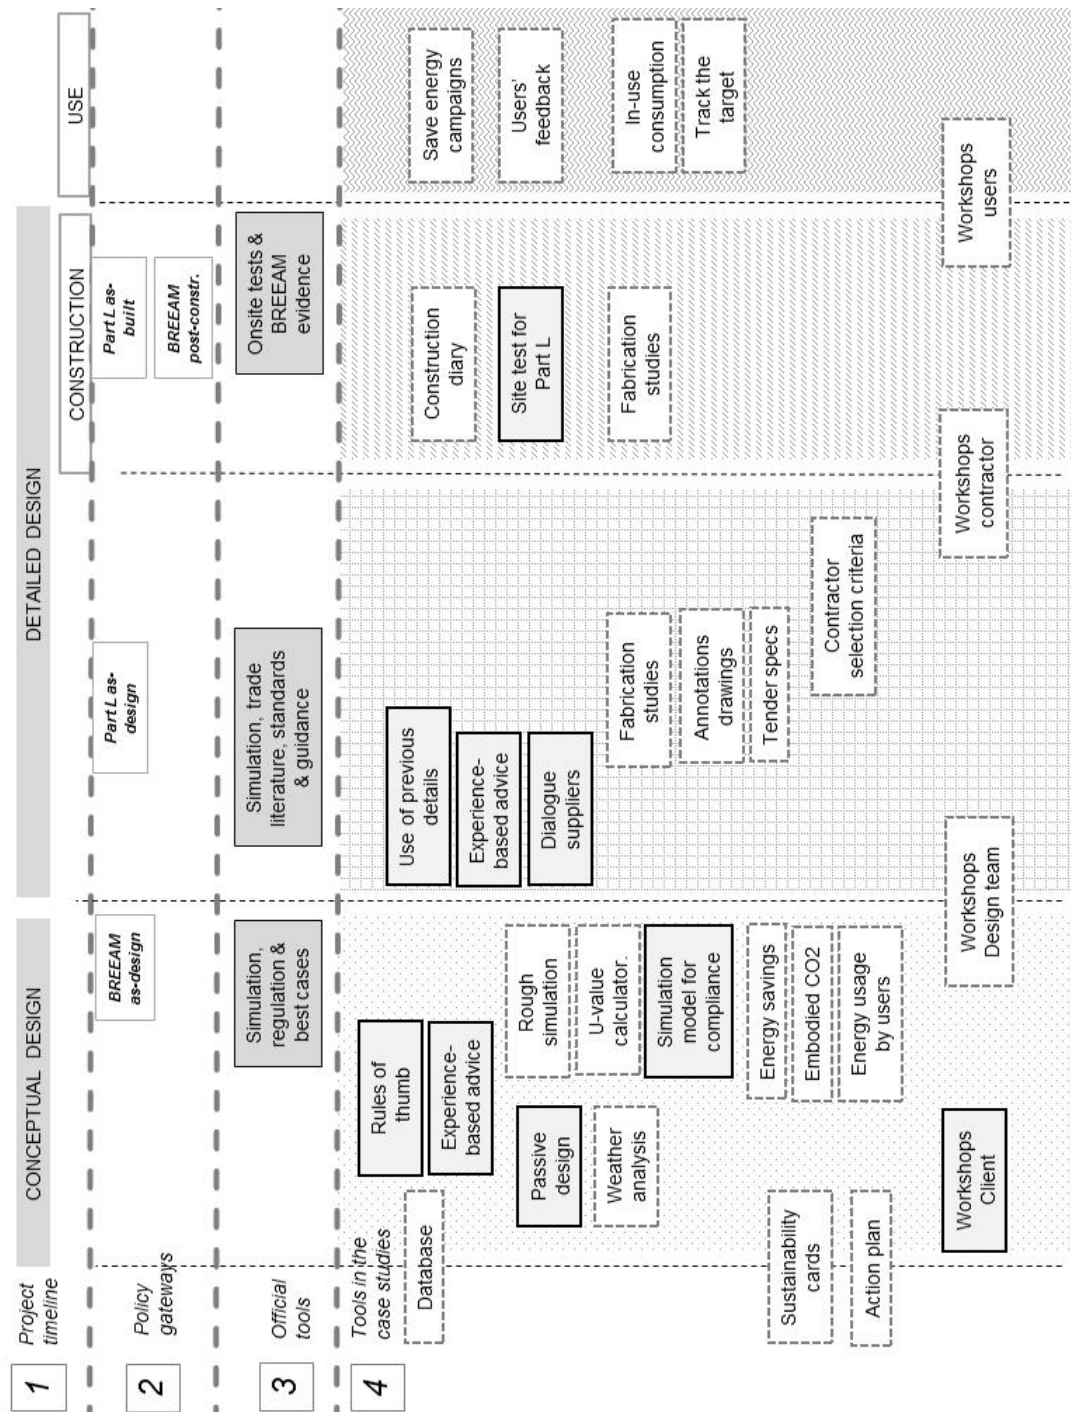 1
Project
timeline
CONCEPTUAL DESIGN
DETAILED DESIGN
CONSTRUCTION
USE
2
Policy
gateways
BREEAM
as-design
Part L as-
design
Part L as-
built
BREEAM
post-constr.
3
Official
tools
Simulation,
regulation &
best cases
Simulation, trade
literature, standards
& guidance
Onsite tests &
BREEAM
evidence
4
Tools in the
case studies
Database
Rules of
thumb
Experience-
based advice
Passive
design
Weather
analysis
Rough
simulation
U-value
calculator.
Simulation
model for
compliance
Energy savings
Embodied CO2
Energy usage
by users
Sustainability
cards
Action plan
Workshops
Client
Use of previous
details
Experience-
based advice
Dialogue
suppliers
Fabrication
studies
Annotations
drawings
Tender specs
Contractor
selection criteria
Workshops
Design team
Construction
diary
Site test for
Part L
Fabrication
studies
Workshops
contractor
Save energy
campaigns
Users'
feedback
In-use
consumption
Track the
target
Workshops
users